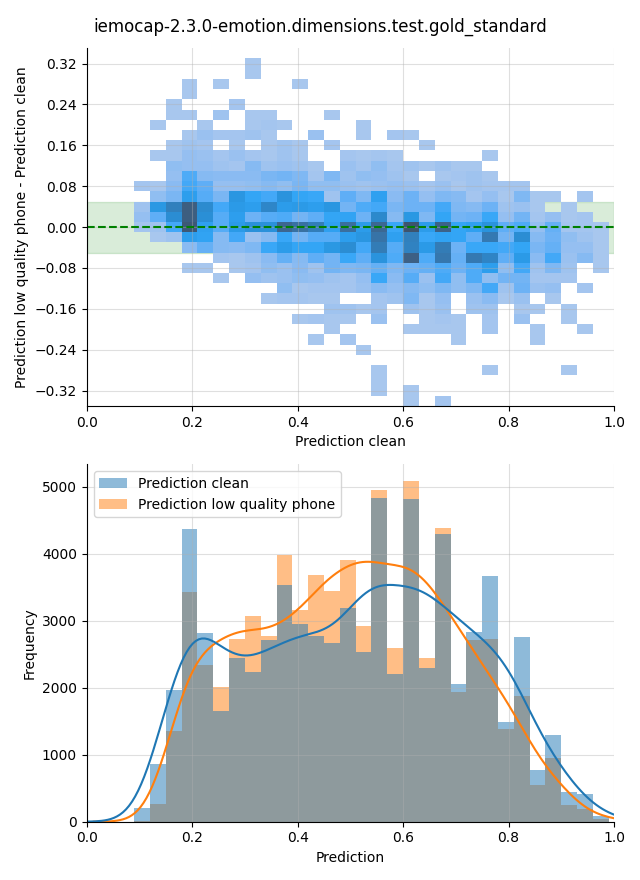 iemocap-2.3.0-emotion.dimensions.test.gold_standard
Prediction low quality phone - Prediction clean
0.32
0.24
0.16
0.08
0.00
−0.08
−0.16
−0.24
−0.32
0.0 0.2 0.4 0.6 0.8 1.0
Prediction clean
Frequency
5000
4000
3000
2000
1000
0
Prediction clean
Prediction low quality phone
0.0 0.2 0.4 0.6 0.8 1.0
Prediction